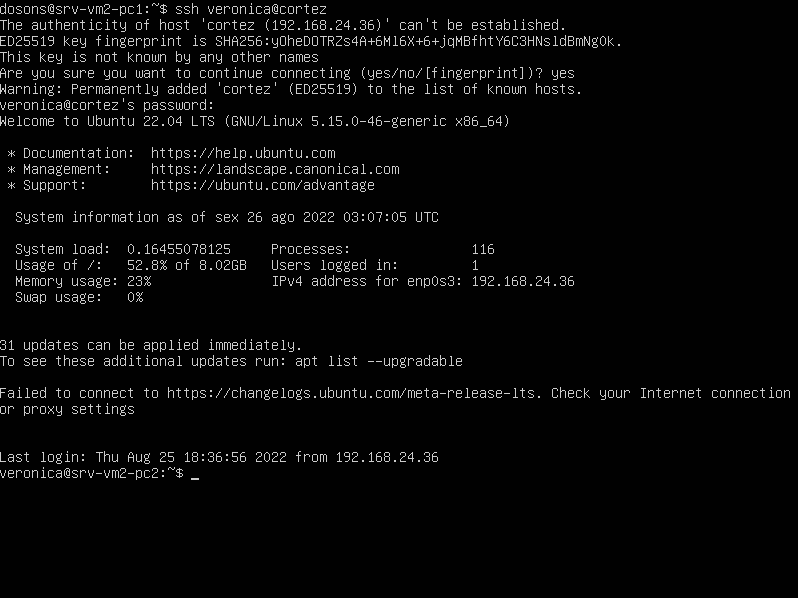 dosons@srv-vm2-pc1:~$ ssh veronica@cortez
The authenticity of host 'cortez (192.168.24.36)' can't be established.
ED25519 key fingerprint is SHA256:yOheDOTRZs4A+6Ml6X+6+jqMBfhtY6C3HNsldBmNg0k.
This key is not known by any other names
Are you sure you want to continue connecting (yes/no/[fingerprint])? yes
Warning: Permanently added 'cortez' (ED25519) to the list of known hosts.
veronica@cortez's password:
Welcome to Ubuntu 22.04 LTS (GNU/Linux 5.15.0-46-generic x86_64)
* Documentation:  https://help.ubuntu.com
* Management:     https://landscape.canonical.com
* Support:        https://ubuntu.com/advantage
System information as of sex 26 ago 2022 03:07:05 UTC
System load:  0.16455078125     Processes:               116
Usage of /:   52.8% of 8.02GB   Users logged in:         1
Memory usage: 23%               IPv4 address for enp0s3: 192.168.24.36
Swap usage:   0%
31 updates can be applied immediately.
To see these additional updates run: apt list --upgradable
Failed to connect to https://changelogs.ubuntu.com/meta-release-lts. Check your Internet connection
or proxy settings
Last login: Thu Aug 25 18:36:56 2022 from 192.168.24.36
veronica@srv-vm2-pc2:~$ _